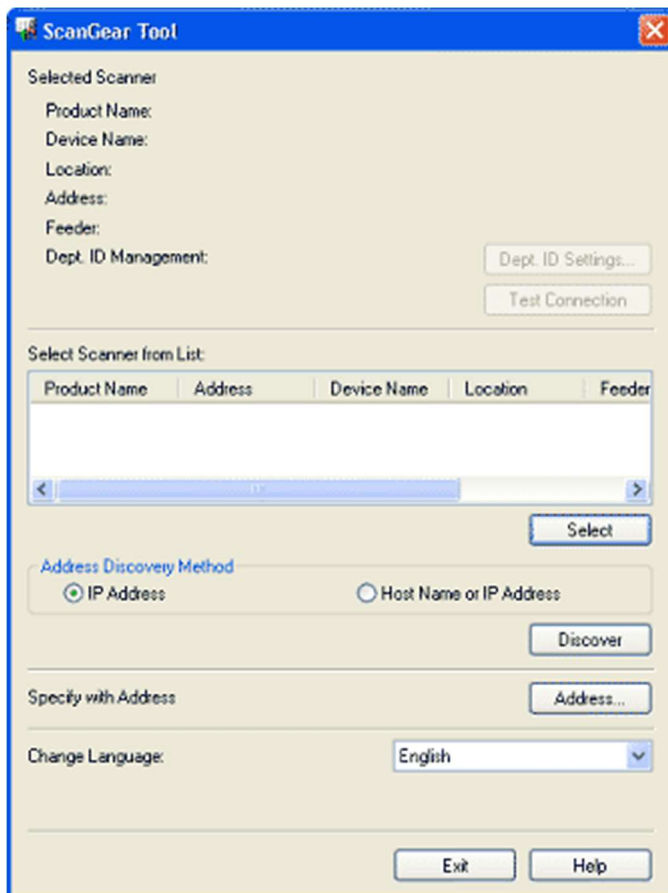 ScanGear Tool
Selected Scanner
Product Name:
Device Name:
Location:
Address:
Feeder:
Dept. ID Management:
Dept. ID Settings...
Test Connection
Select Scanner from List:
Product Name Address Device Name Location Feeder
Select
Address Discovery Method
IP Address Host Name or IP Address
Discover
Specify with Address Address...
Change Language: English
Exit Help